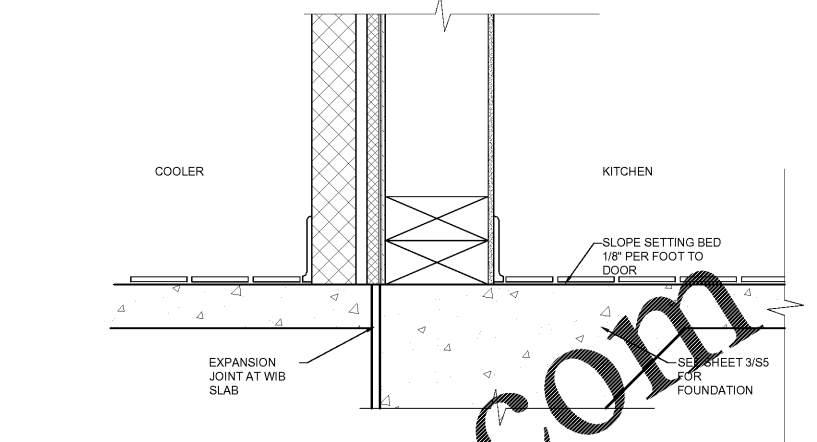 COOLER
KITCHEN
SLOPE SETTING BED
1/8" PER FOOT TO
DOOR
EXPANSION
JOINT AT WIB
SLAB
SEE SHEET 3/S5
FOR
FOUNDATION
com